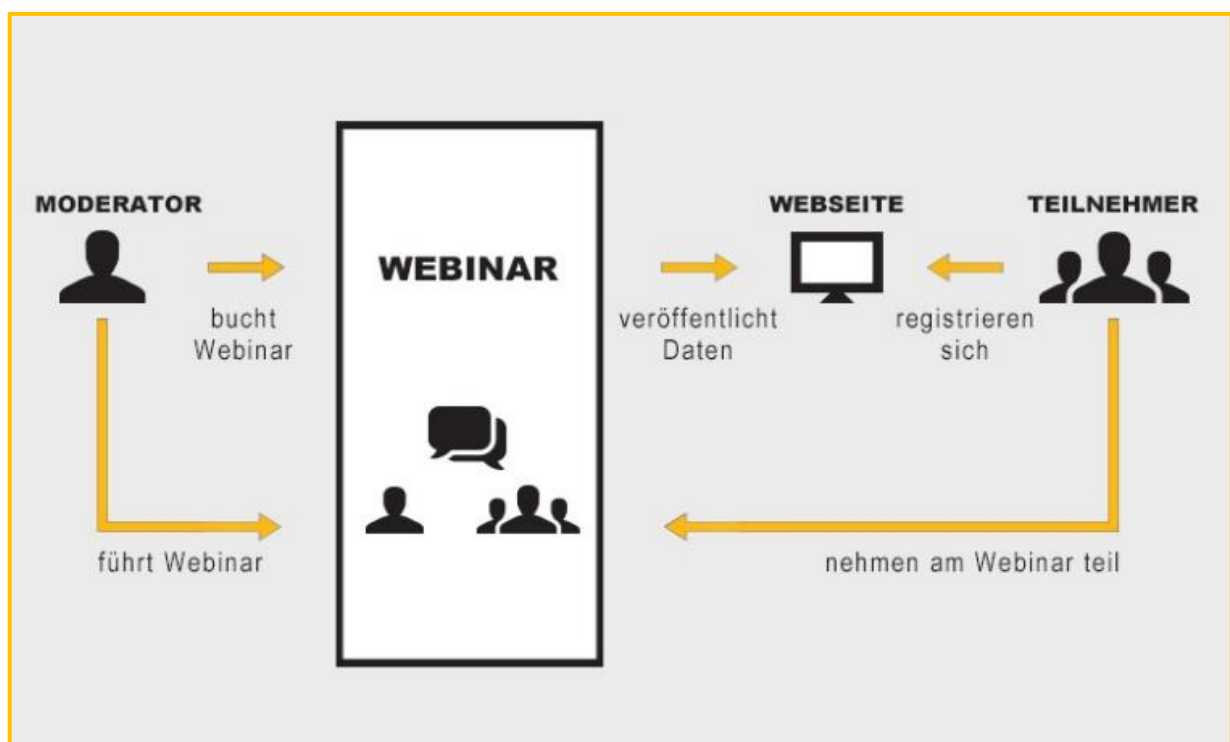 MODERATOR
WEBSEITE
TEILNEHMER
WEBINAR
bucht
Webinar
veröffentlicht
Daten
registrieren
sich
führt Webinar
nehmen am Webinar teil